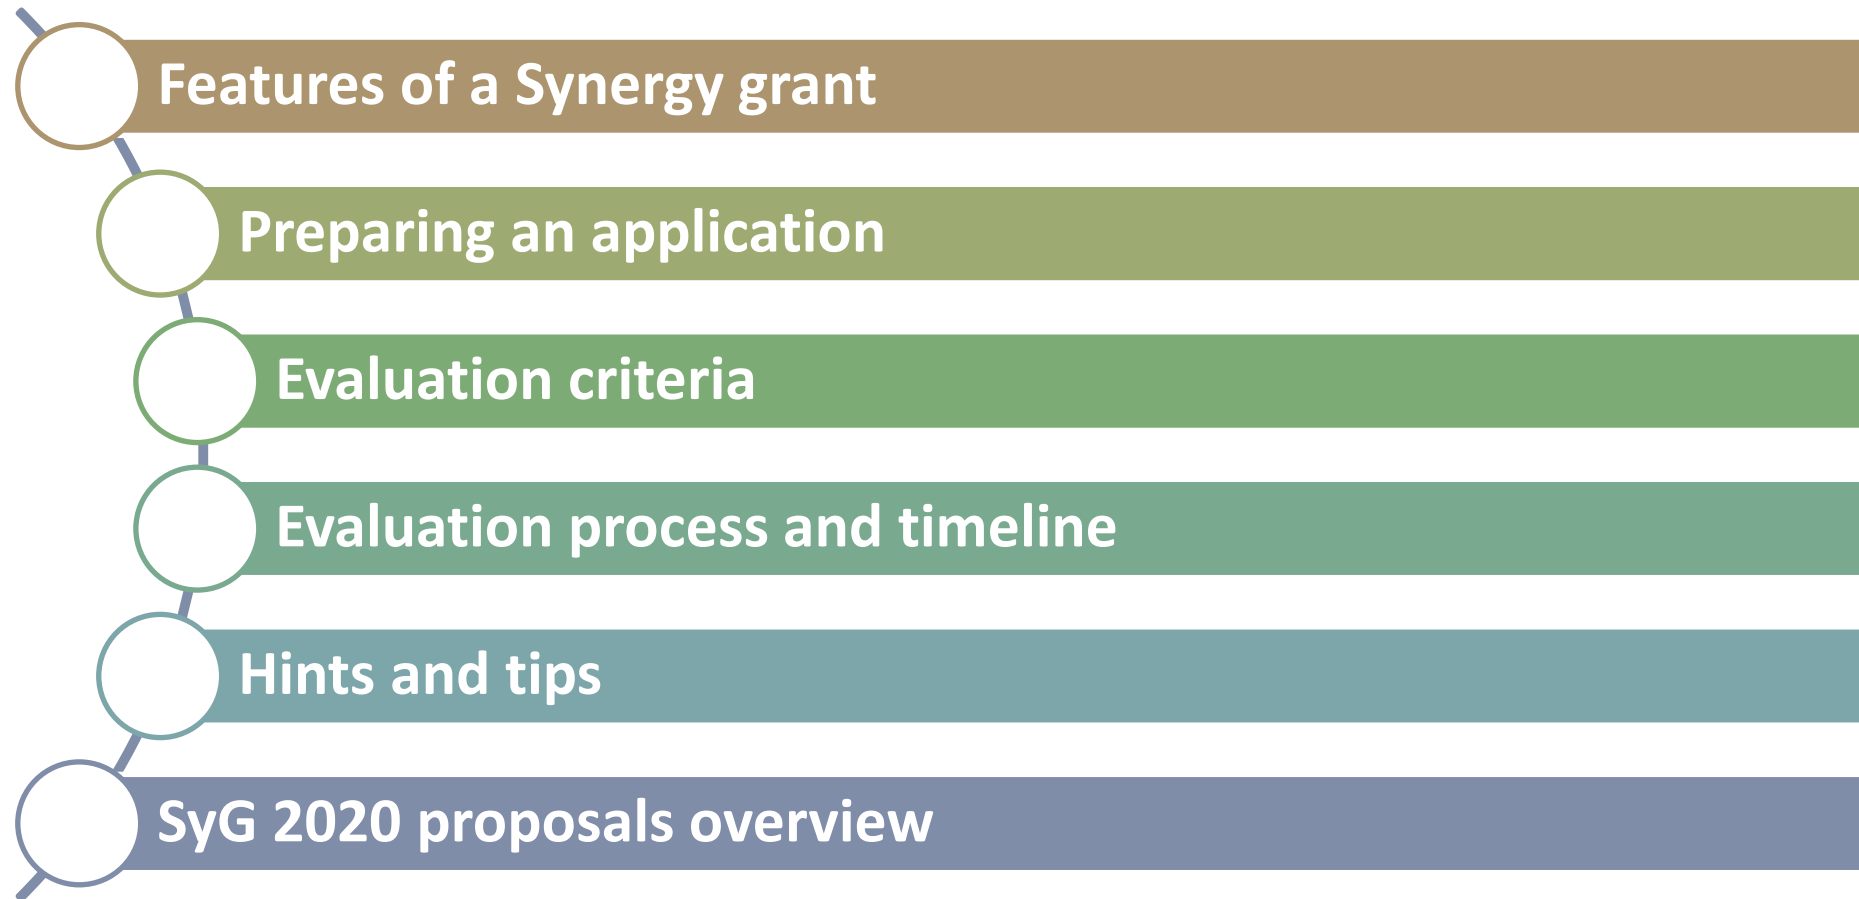 Features of a Synergy grant
Preparing an application
Evaluation criteria
Evaluation process and timeline
Hints and tips
SyG 2020 proposals overview